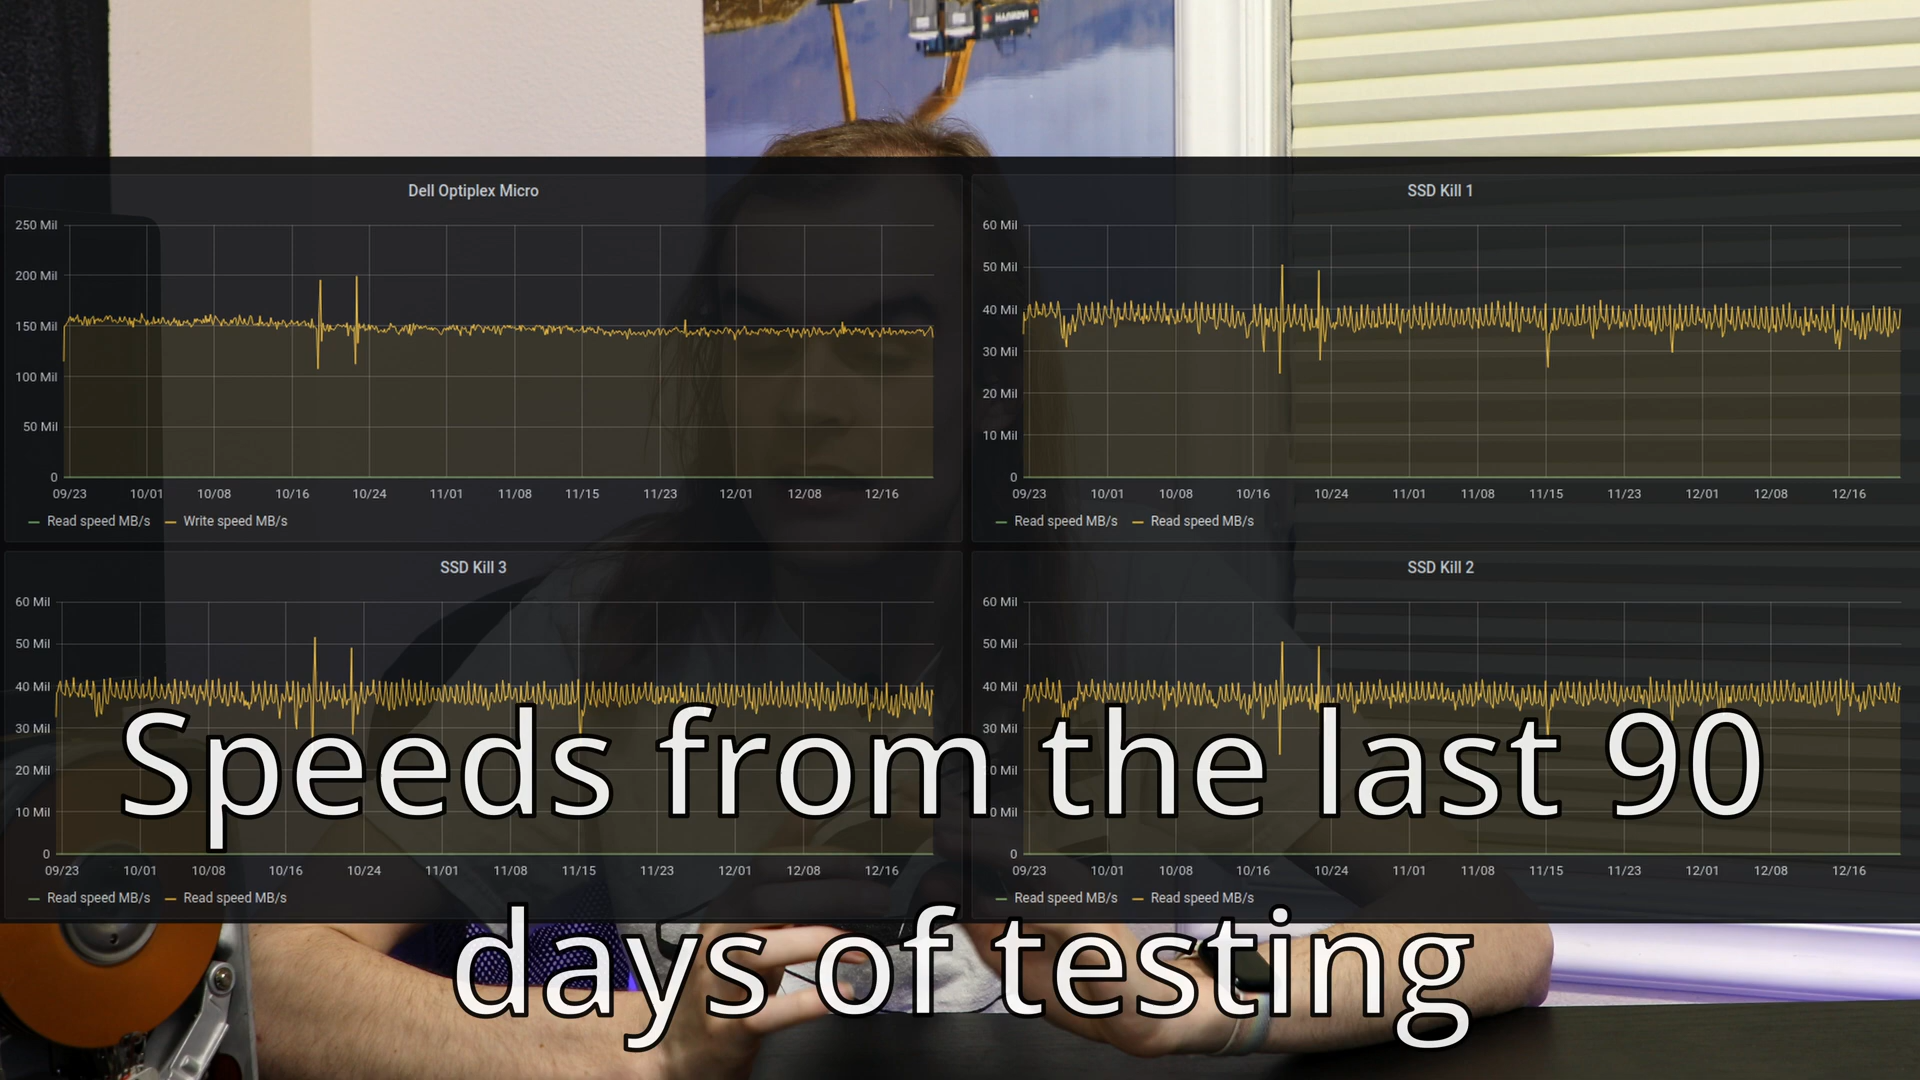 Dell Optiplex Micro
250 Mil
200 Mil
150 Mil
100 Mil
50 Mil
0
09/23 10/01 10/08 10/16 10/24 11/01 11/08 11/15 11/23 12/01 12/08 12/16
Read speed MB/s Write speed MB/s
SSD Kill 1
60 Mil
50 Mil
40 Mil
30 Mil
20 Mil
10 Mil
0
09/23 10/01 10/08 10/16 10/24 11/01 11/08 11/15 11/23 12/01 12/08 12/16
Read speed MB/s Read speed MB/s
SSD Kill 3
60 Mil
50 Mil
40 Mil
30 Mil
20 Mil
10 Mil
0
09/23 10/01 10/08 10/16 10/24 11/01 11/08 11/15 11/23 12/01 12/08 12/16
Read speed MB/s Read speed MB/s
SSD Kill 2
60 Mil
50 Mil
40 Mil
30 Mil
0 Mil
0 Mil
0
09/23 10/01 10/08 10/16 10/24 11/01 11/08 11/15 11/23 12/01 12/08 12/16
Read speed MB/s Read speed MB/s
Speeds from the last 90
days of testing